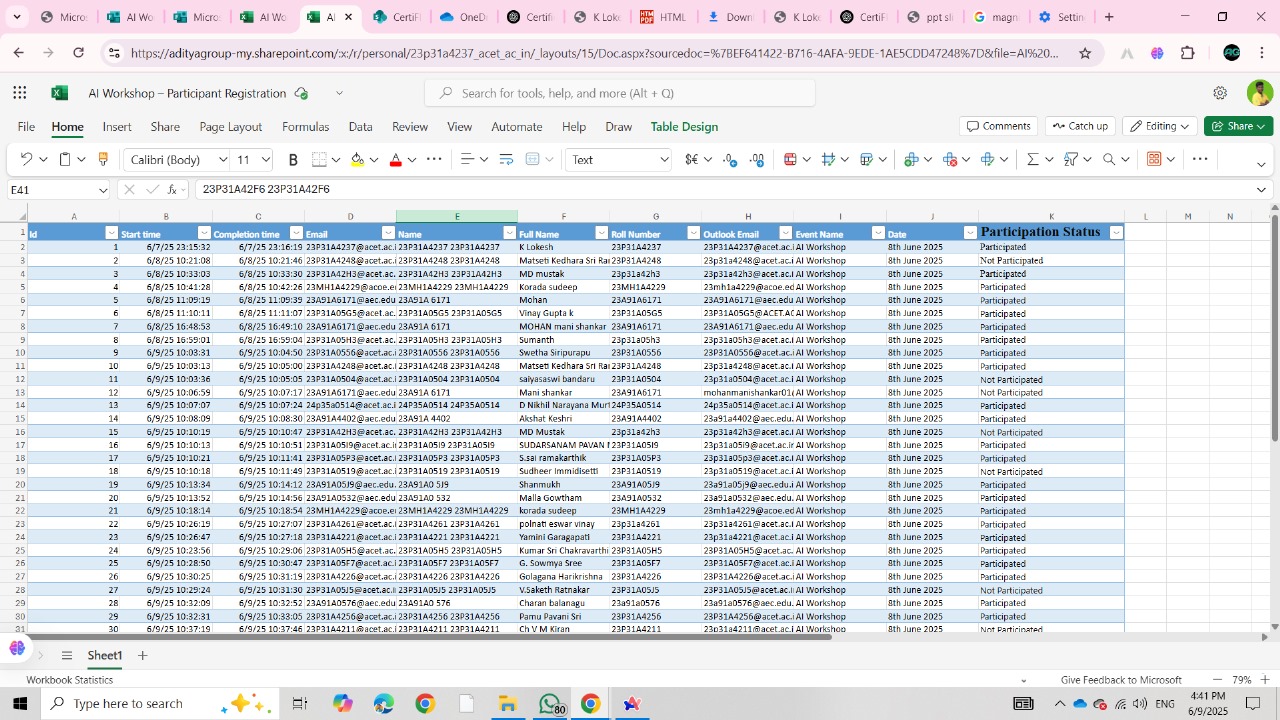 Micros AI Wo Micros AI Wo AI CertiFl OneDr Certifi K Loke HTML Downl K Loke CertiFl ppt sli magni Settin
https://adityagroup-my.sharepoint.com/:x:/r/personal/23p31a4237_acet_ac_in/_layouts/15/Doc.aspx?sourcedoc=%7BEF641422-B716-4AFA-9EDE-1AE5CDD47248%7D&file=AI%20...
AI Workshop – Participant Registration Search for tools, help, and more (Alt + Q)
File Home Insert Share Page Layout Formulas Data Review View Automate Help Draw Table Design Comments Catch up Editing Share
Calibri (Body) 11 B A Text
E41 fx 23P31A42F6 23P31A42F6
A B C D E F G H I J K L M N
1 Id Start time Completion time Email Name Full Name Roll Number Outlook Email Event Name Date Participation Status
2 1 6/7/25 23:15:32 6/7/25 23:16:19 23P31A4237@acet.ac.i 23P31A4237 23P31A4237 K Lokesh 23P31A4237 23P31A4237@acet.ac.i AI Workshop 8th June 2025 Participated
3 2 6/8/25 10:21:08 6/8/25 10:21:46 23P31A4248@acet.ac.i 23P31A4248 23P31A4248 Matseti Kedhara Sri Ra 23P31A4248 23p31a4248@acet.ac.i AI Workshop 8th June 2025 Not Participated
4 3 6/8/25 10:33:03 6/8/25 10:33:30 23P31A42H3@acet.ac. 23P31A42H3 23P31A42H3 MD mustak 23p31a42h3 23p31a42h3@acet.ac.i AI Workshop 8th June 2025 Participated
5 4 6/8/25 10:41:28 6/8/25 10:42:26 23MH1A4229@acoe.e 23MH1A4229 23MH1A4229 Korada sudeep 23MH1A4229 23mh1a4229@acoe.ed AI Workshop 8th June 2025 Participated
6 5 6/8/25 11:09:19 6/8/25 11:09:39 23A91A6171@aec.edu 23A91A 6171 Mohan 23A91A6171 23A91A6171@aec.edu AI Workshop 8th June 2025 Participated
7 6 6/8/25 11:10:11 6/8/25 11:11:07 23P31A05G5@acet.ac.i 23P31A05G5 23P31A05G5 Vinay Gupta k 23P31A05G5 23P31A05G5@ACET.AC AI Workshop 8th June 2025 Participated
8 7 6/8/25 16:48:53 6/8/25 16:49:10 23A91A6171@aec.edu 23A91A 6171 MOHAN mani shankar 23A91A6171 23A91A6171@aec.edu AI Workshop 8th June 2025 Participated
9 8 6/8/25 16:59:01 6/8/25 16:59:04 23P31A05H3@acet.ac. 23P31A05H3 23P31A05H3 Sumanth 23p31a05h3 23p31a05h3@acet.ac.i AI Workshop 8th June 2025 Participated
10 9 6/9/25 10:03:31 6/9/25 10:04:50 23P31A0556@acet.ac.i 23P31A0556 23P31A0556 Swetha Siripurapu 23P31A0556 23P31A0556@acet.ac.i AI Workshop 8th June 2025 Participated
11 10 6/9/25 10:03:13 6/9/25 10:05:00 23P31A4248@acet.ac.i 23P31A4248 23P31A4248 Matseti Kedhara Sri Ra 23P31A4248 23P31A4248@acet.ac.i AI Workshop 8th June 2025 Participated
12 11 6/9/25 10:03:36 6/9/25 10:05:05 23P31A0504@acet.ac.i 23P31A0504 23P31A0504 saiyasaswi bandaru 23P31A0504 23p31a0504@acet.ac.i AI Workshop 8th June 2025 Not Participated
13 12 6/9/25 10:06:59 6/9/25 10:07:17 23A91A6171@aec.edu 23A91A 6171 Mani shankar 23A91A6171 mohanmanishankar01( AI Workshop 8th June 2025 Not Participated
14 13 6/9/25 10:07:07 6/9/25 10:07:24 24p35a0514@acet.ac.i 24P35A0514 24P35A0514 D Nikhil Narayana Murt 24P35A0514 24p35a0514@acet.ac.i AI Workshop 8th June 2025 Participated
15 14 6/9/25 10:08:09 6/9/25 10:08:30 23A91A4402@aec.edu 23A91A 4402 Akshat Keshri 23A91A4402 23a91a4402@aec.edu. AI Workshop 8th June 2025 Participated
16 15 6/9/25 10:10:19 6/9/25 10:10:47 23P31A42H3@acet.ac. 23P31A42H3 23P31A42H3 MD Mustak 23p31a42h3 23p31a42h3@acet.ac.i AI Workshop 8th June 2025 Not Participated
17 16 6/9/25 10:10:13 6/9/25 10:10:51 23P31A05I9@acet.ac.i 23P31A05I9 23P31A05I9 SUDARSANAM PAVAN 23P31A05I9 23p31a05i9@acet.ac.ir AI Workshop 8th June 2025 Participated
18 17 6/9/25 10:10:21 6/9/25 10:11:41 23P31A05P3@acet.ac.i 23P31A05P3 23P31A05P3 S.sai ramakarthik 23P31A05P3 23p31a05p3@acet.ac.i AI Workshop 8th June 2025 Participated
19 18 6/9/25 10:10:18 6/9/25 10:11:49 23P31A0519@acet.ac.i 23P31A0519 23P31A0519 Sudheer Immidisetti 23P31A0519 23p31a0519@acet.ac.i AI Workshop 8th June 2025 Not Participated
20 19 6/9/25 10:13:34 6/9/25 10:14:12 23A91A05J9@aec.edu 23A91A0 5J9 Shanmukh 23A91A05J9 23a91a05j9@aec.edu.i AI Workshop 8th June 2025 Participated
21 20 6/9/25 10:13:52 6/9/25 10:14:56 23A91A0532@aec.edu 23A91A0 532 Malla Gowtham 23A91A0532 23a91a0532@aec.edu. AI Workshop 8th June 2025 Participated
22 21 6/9/25 10:18:14 6/9/25 10:18:54 23MH1A4229@acoe.e 23MH1A4229 23MH1A4229 korada sudeep 23MH1A4229 23mh1a4229@acoe.ed AI Workshop 8th June 2025 Participated
23 22 6/9/25 10:26:19 6/9/25 10:27:07 23P31A4261@acet.ac.i 23P31A4261 23P31A4261 polnati eswar vinay 23p31a4261 23p31a4261@acet.ac.i AI Workshop 8th June 2025 Participated
24 23 6/9/25 10:26:47 6/9/25 10:27:18 23P31A4221@acet.ac.i 23P31A4221 23P31A4221 Yamini Garagapati 23P31A4221 23p31a4221@acet.ac.i AI Workshop 8th June 2025 Participated
25 24 6/9/25 10:23:56 6/9/25 10:29:06 23P31A05H5@acet.ac. 23P31A05H5 23P31A05H5 Kumar Sri Chakravarthi 23P31A05H5 23P31A05H5@acet.ac. AI Workshop 8th June 2025 Participated
26 25 6/9/25 10:28:50 6/9/25 10:30:47 23P31A05F7@acet.ac.i 23P31A05F7 23P31A05F7 G. Sowmya Sree 23P31A05F7 23P31A05F7@acet.ac.i AI Workshop 8th June 2025 Participated
27 26 6/9/25 10:30:25 6/9/25 10:31:19 23P31A4226@acet.ac.i 23P31A4226 23P31A4226 Golagana Harikrishna 23P31A4226 23P31A4226@acet.ac.i AI Workshop 8th June 2025 Participated
28 27 6/9/25 10:29:24 6/9/25 10:31:30 23P31A05J5@acet.ac.i 23P31A05J5 23P31A05J5 V.Saketh Ratnakar 23P31A05J5 23P31A05J5@acet.ac.i AI Workshop 8th June 2025 Not Participated
29 28 6/9/25 10:32:09 6/9/25 10:32:52 23A91A0576@aec.edu 23A91A0 576 Charan balanagu 23a91a0576 23a91a0576@aec.edu. AI Workshop 8th June 2025 Participated
30 29 6/9/25 10:32:31 6/9/25 10:33:05 23P31A4256@acet.ac.i 23P31A4256 23P31A4256 Pamu Pavani Sri 23P31A4256 23P31A4256@acet.ac.i AI Workshop 8th June 2025 Participated
31 30 6/9/25 10:37:19 6/9/25 10:37:46 23P31A4211@acet.ac.i 23P31A4211 23P31A4211 Ch V M Kiran 23P31A4211 23p31a4211@acet.ac.i AI Workshop 8th June 2025 Not Participated
Sheet1
Workbook Statistics Give Feedback to Microsoft 79%
Type here to search 80 ENG 4:41 PM
6/9/2025